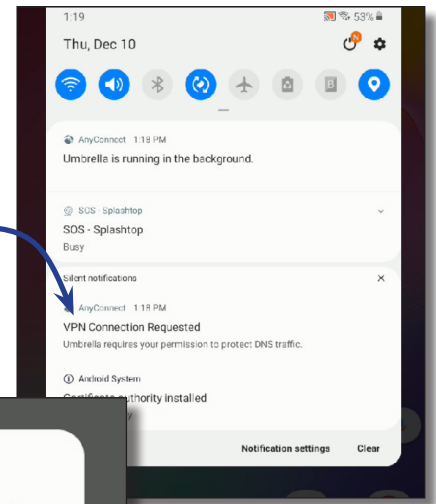 1:19 53%
Thu, Dec 10 N
B
AnyConnect 1:18 PM
Umbrella is running in the background.
SOS - Splashtop
SOS - Splashtop
Busy
Silent notifications
AnyConnect 1:18 PM
VPN Connection Requested
Umbrella requires your permission to protect DNS traffic.
Android System
Certificate authority installed
Notification settings Clear